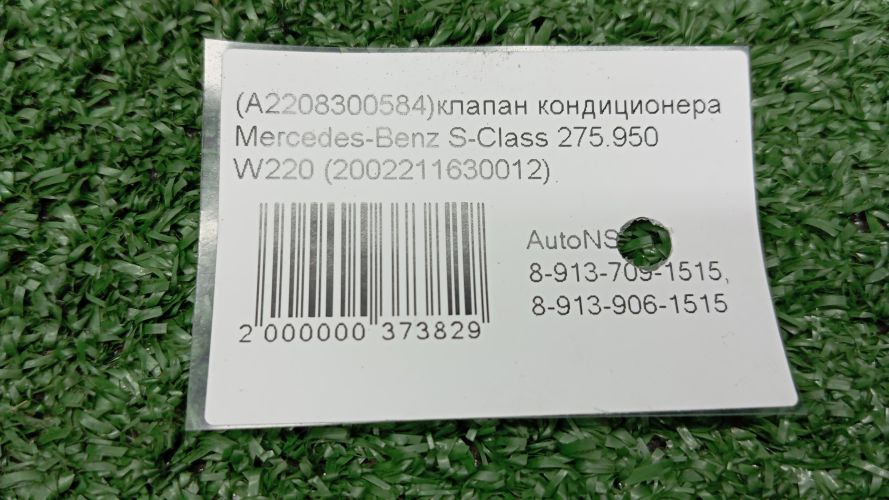 (A2208300584)клапан кондиционера
Mercedes-Benz S-Class 275.950
W220 (2002211630012)
8-913-709-1515,
8-913-906-1515
2 000000 373829